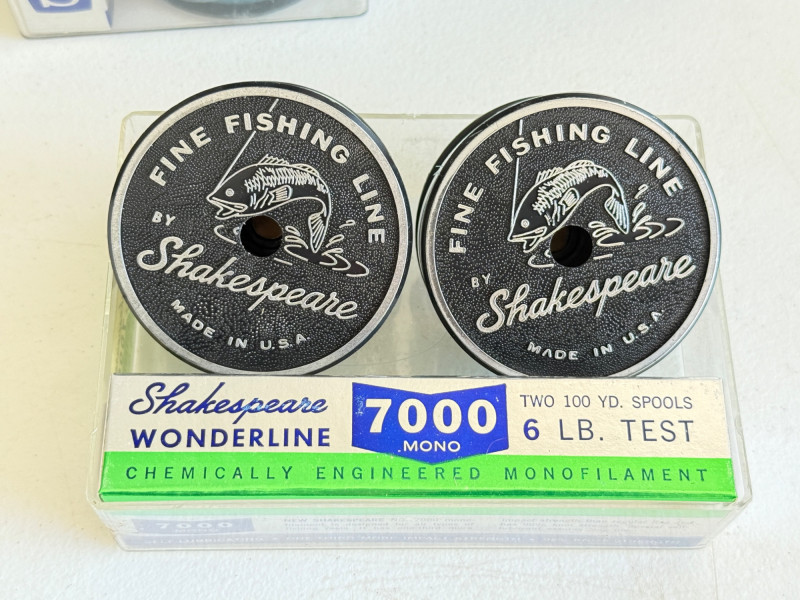 FINE FISHING LINE
BY
Shakespeare
MADE IN U.S.A.
FINE FISHING LINE
BY
Shakespeare
MADE IN U.S.A.
Shakespeare
WONDERLINE
7000
MONO
TWO 100 YD. SPOOLS
6 LB. TEST
CHEMICALLY ENGINEERED MONOFILAMENT
7000